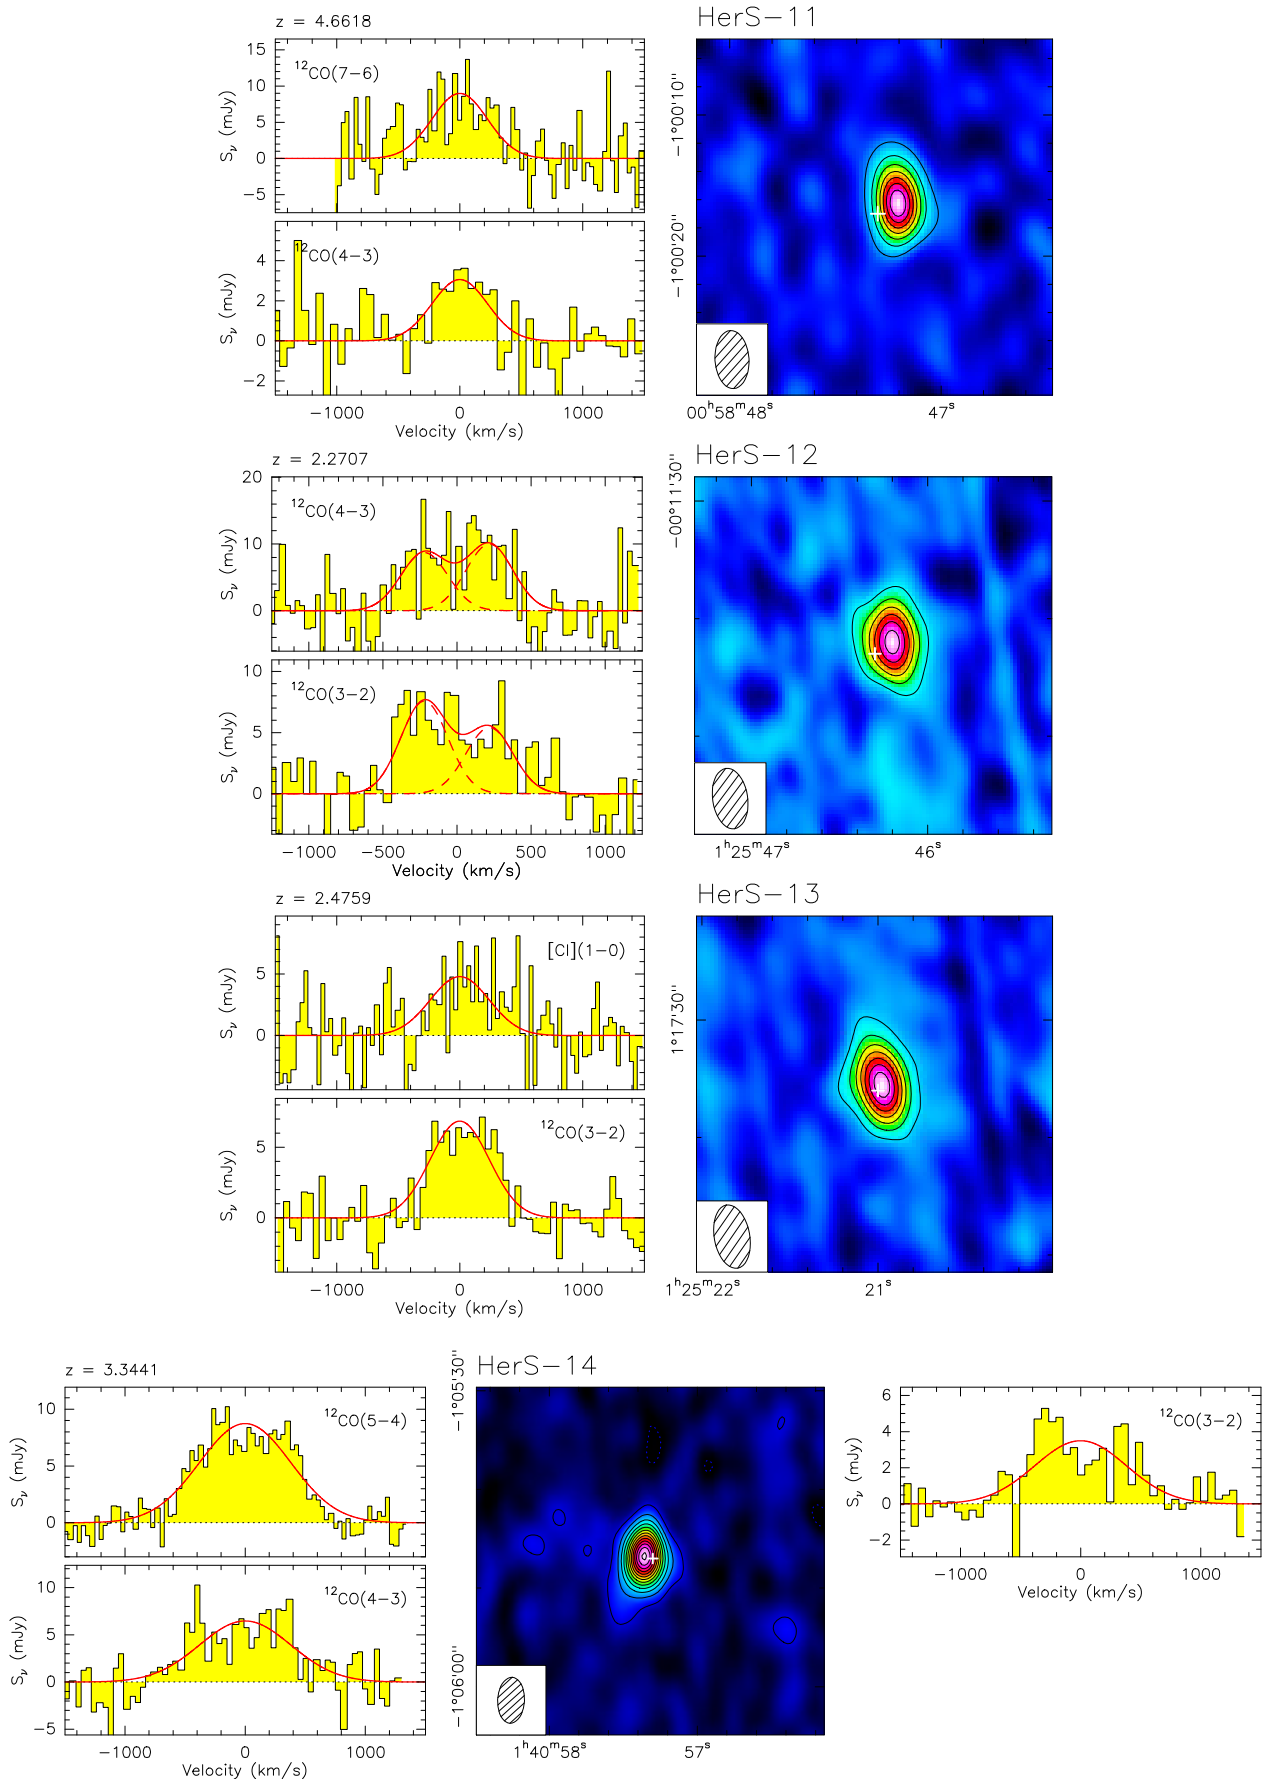 z = 4.6618
HerS−11
15
10
5
0
−5
¹²CO(7−6)
S_ν (mJy)
4
2
0
−2
¹²CO(4−3)
S_ν (mJy)
−1000 0 1000
Velocity (km/s)
−1°00'10"
−1°00'20"
00ʰ58ᵐ48ˢ 47ˢ
z = 2.2707
HerS−12
20
10
0
¹²CO(4−3)
S_ν (mJy)
10
5
0
¹²CO(3−2)
S_ν (mJy)
−1000 −500 0 500 1000
Velocity (km/s)
−00°11'30"
1ʰ25ᵐ47ˢ 46ˢ
z = 2.4759
HerS−13
5
0
[CI](1−0)
S_ν (mJy)
5
0
¹²CO(3−2)
S_ν (mJy)
−1000 0 1000
Velocity (km/s)
1°17'30"
1ʰ25ᵐ22ˢ 21ˢ
z = 3.3441
HerS−14
10
5
0
¹²CO(5−4)
S_ν (mJy)
10
5
0
−5
¹²CO(4−3)
S_ν (mJy)
−1000 0 1000
Velocity (km/s)
−1°05'30"
−1°06'00"
1ʰ40ᵐ58ˢ 57ˢ
6
4
2
0
−2
¹²CO(3−2)
S_ν (mJy)
−1000 0 1000
Velocity (km/s)